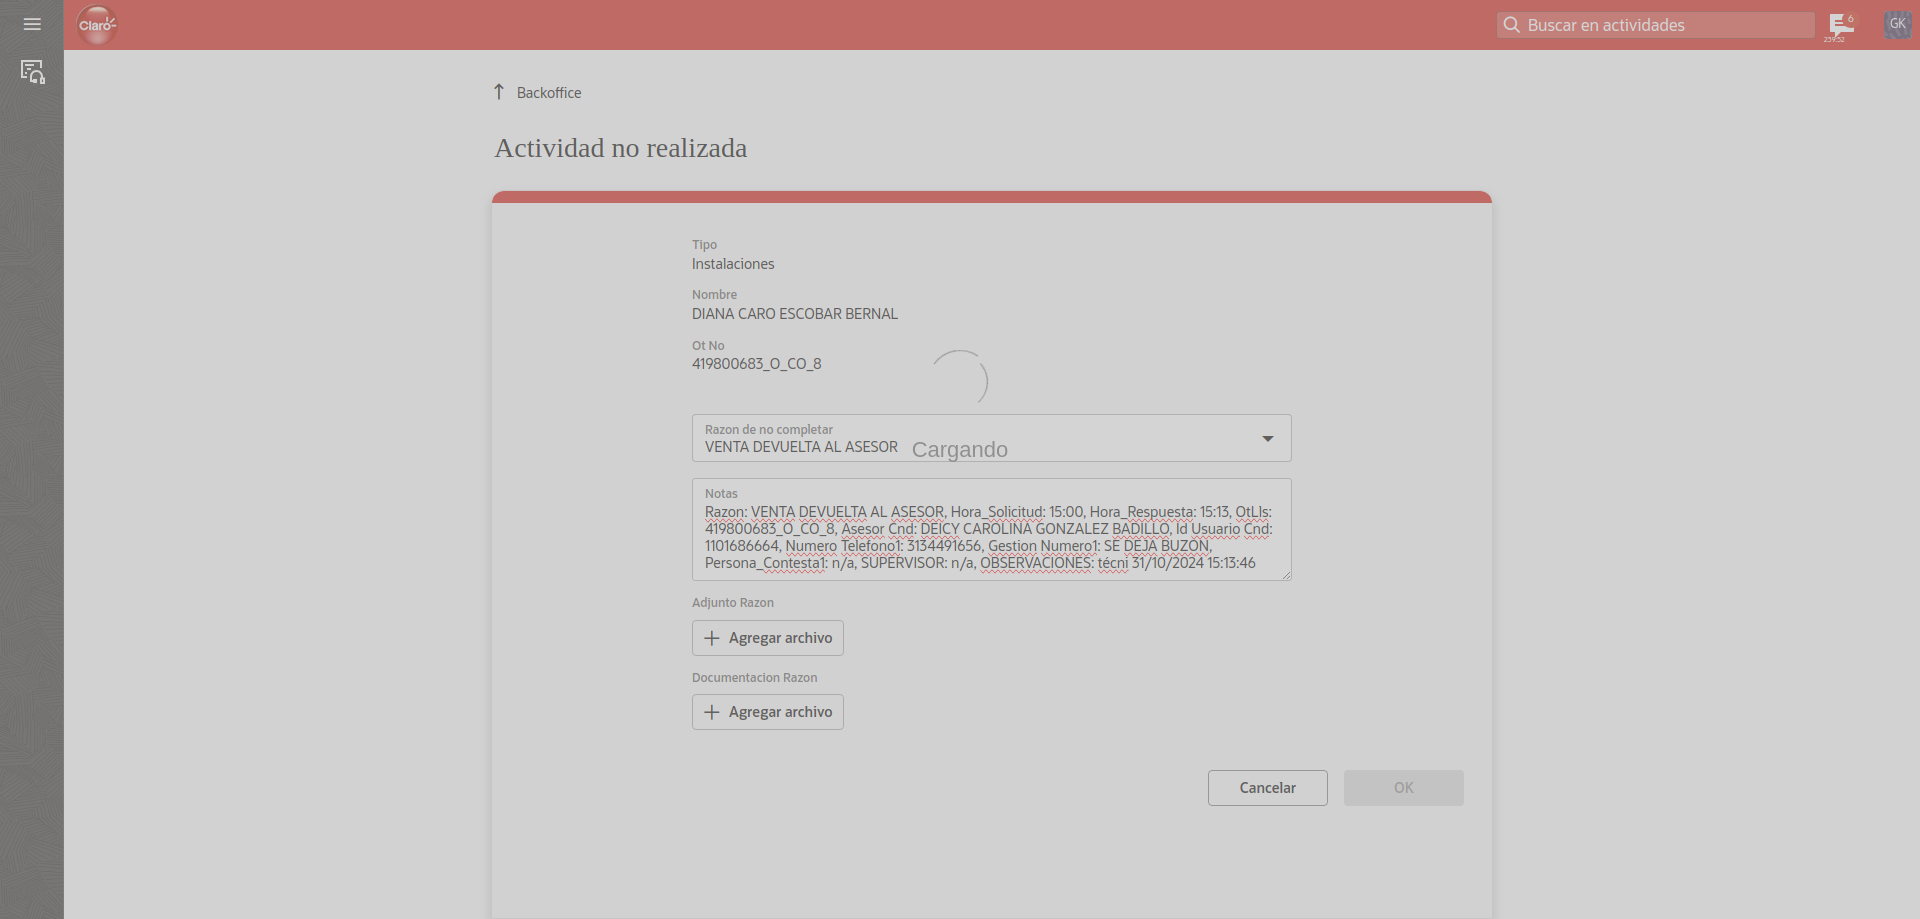 Claro
Buscar en actividades
6
259:52
GK
Backoffice
Actividad no realizada
Tipo
Instalaciones
Nombre
DIANA CARO ESCOBAR BERNAL
Ot No
419800683_O_CO_8
Razon de no completar
VENTA DEVUELTA AL ASESOR
Cargando
Notas
Razon: VENTA DEVUELTA AL ASESOR, Hora_Solicitud: 15:00, Hora_Respuesta: 15:13, OtLls:
419800683_O_CO_8, Asesor Cnd: DEICY CAROLINA GONZALEZ BADILLO, Id Usuario Cnd:
1101686664, Numero Telefono1: 3134491656, Gestion Numero1: SE DEJA BUZON,
Persona_Contesta1: n/a, SUPERVISOR: n/a, OBSERVACIONES: técni 31/10/2024 15:13:46
Adjunto Razon
Agregar archivo
Documentacion Razon
Agregar archivo
Cancelar
OK